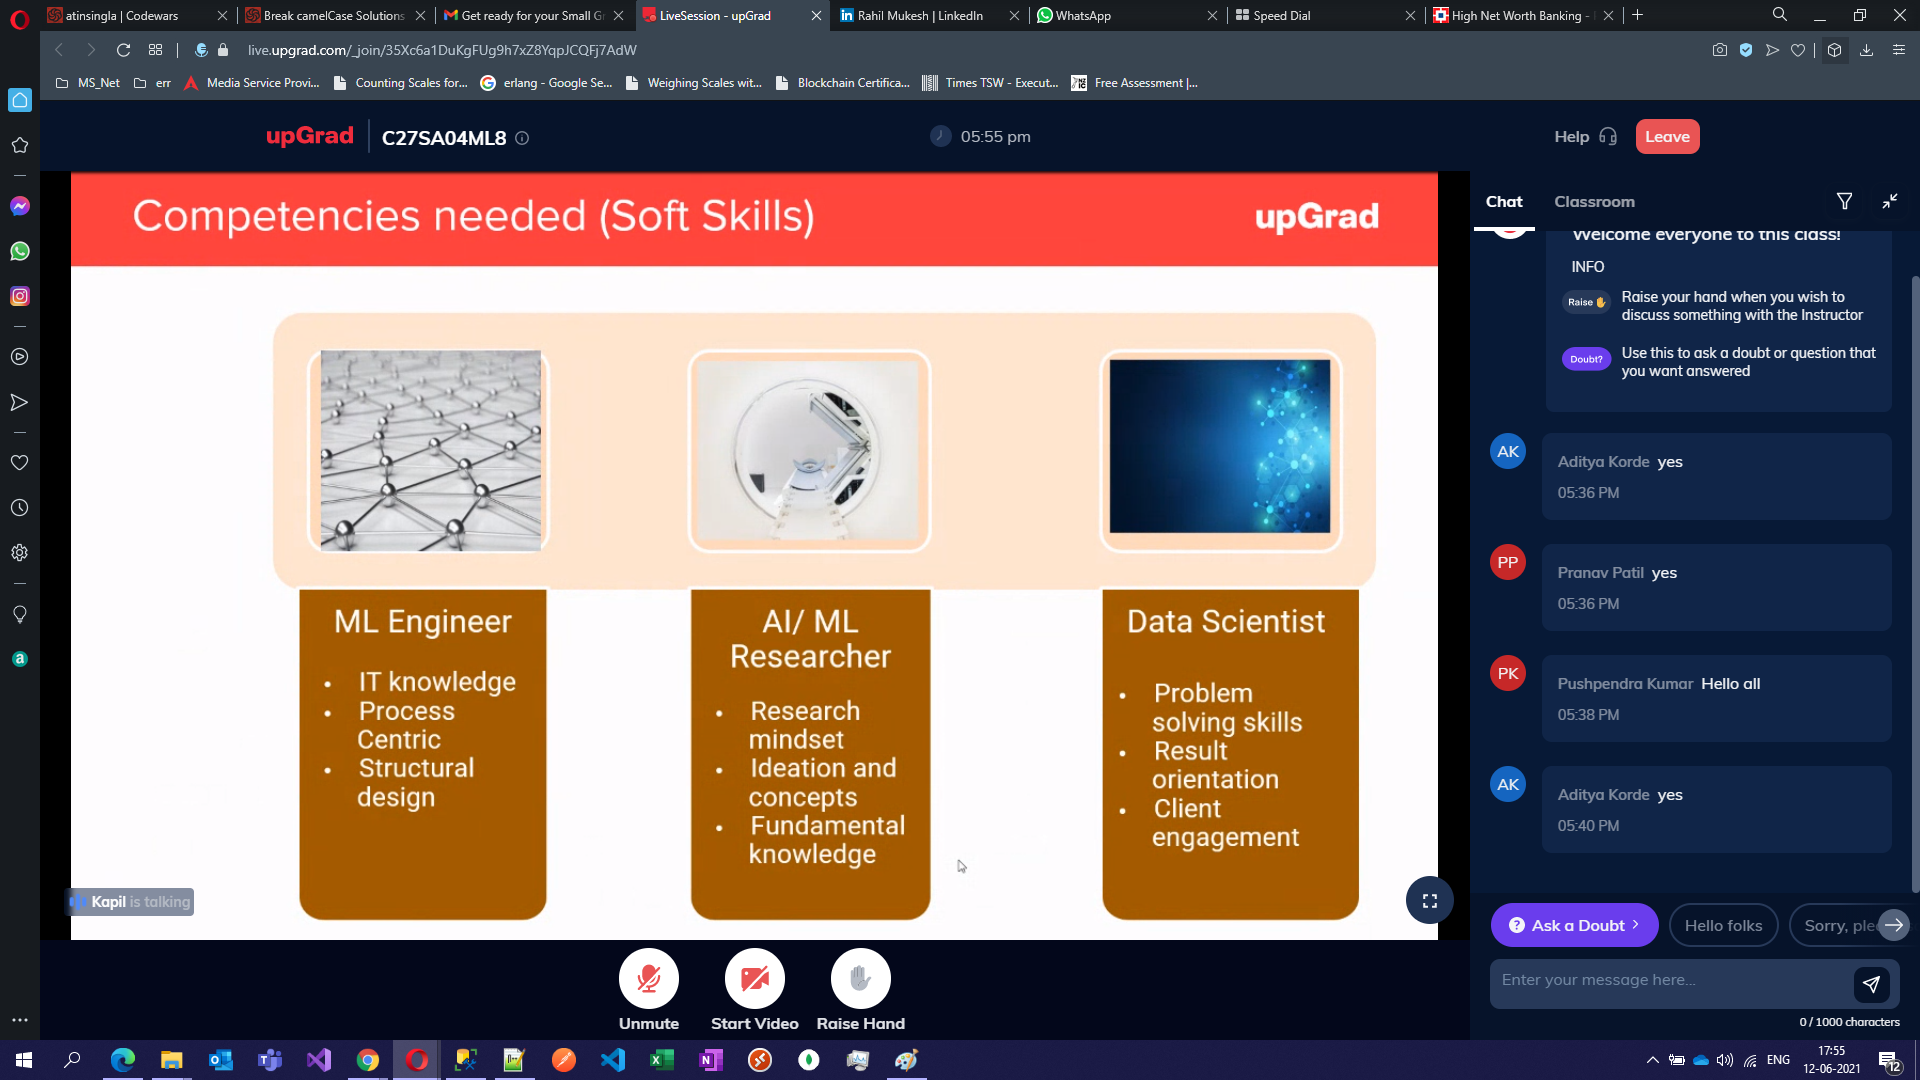 atinsingla | Codewars
Break camelCase Solutions
Get ready for your Small Gr
LiveSession - upGrad
Rahil Mukesh | LinkedIn
WhatsApp
Speed Dial
High Net Worth Banking -
live.upgrad.com/_join/35Xc6a1DuKgFUg9h7xZ8YqpJCQFj7AdW
MS_Net
err
Media Service Provi...
Counting Scales for...
erlang - Google Se...
Weighing Scales wit...
Blockchain Certifica...
Times TSW - Execut...
Free Assessment |...
upGrad
C27SA04ML8
05:55 pm
Help
Leave
Competencies needed (Soft Skills)
upGrad
ML Engineer
• IT knowledge
• Process
Centric
• Structural
design
AI/ ML
Researcher
• Research
mindset
• Ideation and
concepts
• Fundamental
knowledge
Data Scientist
• Problem
solving skills
• Result
orientation
• Client
engagement
Kapil is talking
Unmute
Start Video
Raise Hand
Chat
Classroom
Welcome everyone to this class!
INFO
Raise ✋
Raise your hand when you wish to
discuss something with the Instructor
Doubt?
Use this to ask a doubt or question that
you want answered
AK
Aditya Korde yes
05:36 PM
PP
Pranav Patil yes
05:36 PM
PK
Pushpendra Kumar Hello all
05:38 PM
AK
Aditya Korde yes
05:40 PM
Ask a Doubt
Hello folks
Sorry, ple
Enter your message here...
0 / 1000 characters
ENG
17:55
12-06-2021
12